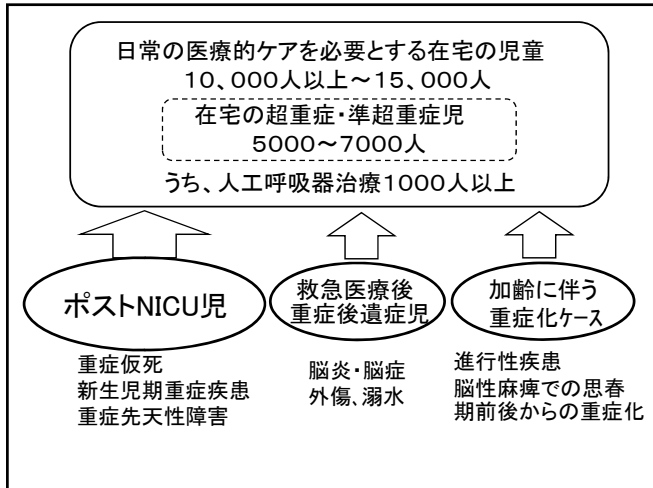 日常の医療的ケアを必要とする在宅の児童
10、000人以上~15、000人
在宅の超重症・準超重症児
5000~7000人
うち、人工呼吸器治療1000人以上
ポストNICU児
救急医療後
重症後遺症児
加齢に伴う
重症化ケース
重症仮死
新生児期重症疾患
重症先天性障害
脳炎・脳症
外傷、溺水
進行性疾患
脳性麻痺での思春
期前後からの重症化